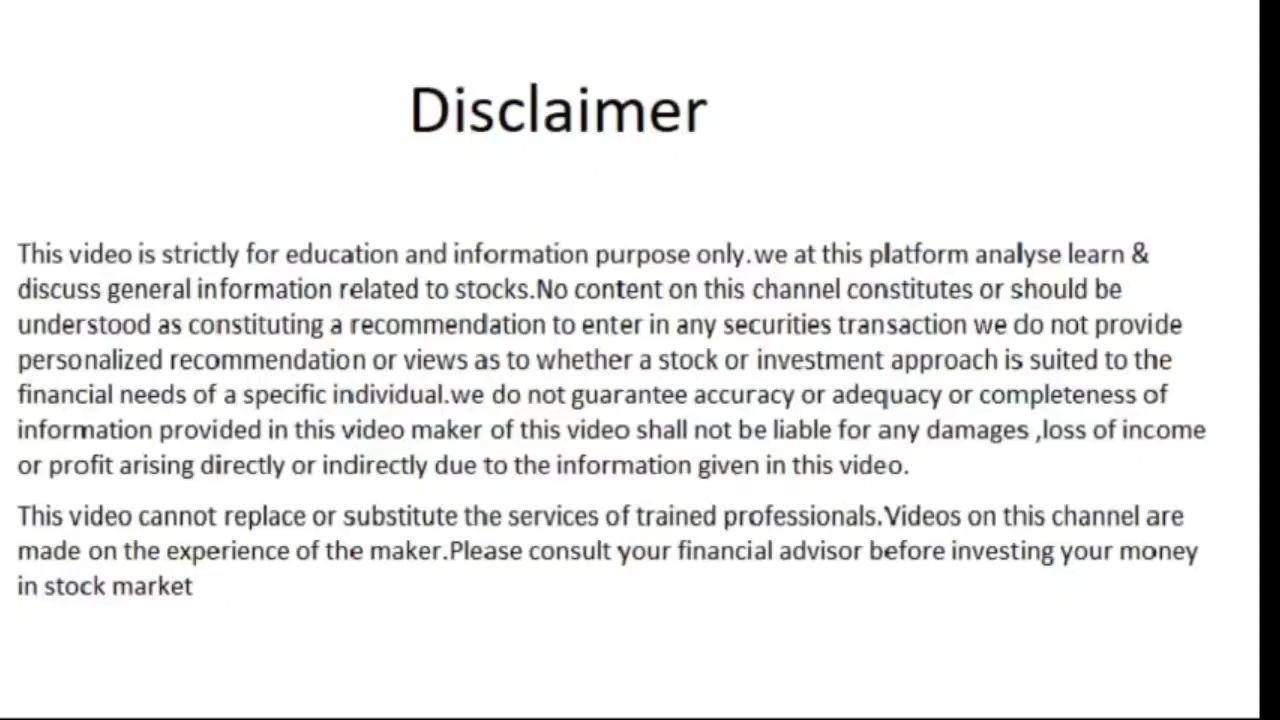 Disclaimer
This video is strictly for education and information purpose only.we at this platform analyse learn &
discuss general information related to stocks.No content on this channel constitutes or should be
understood as constituting a recommendation to enter in any securities transaction we do not provide
personalized recommendation or views as to whether a stock or investment approach is suited to the
financial needs of a specific individual.we do not guarantee accuracy or adequacy or completeness of
information provided in this video maker of this video shall not be liable for any damages ,loss of income
or profit arising directly or indirectly due to the information given in this video.
This video cannot replace or substitute the services of trained professionals.Videos on this channel are
made on the experience of the maker.Please consult your financial advisor before investing your money
in stock market